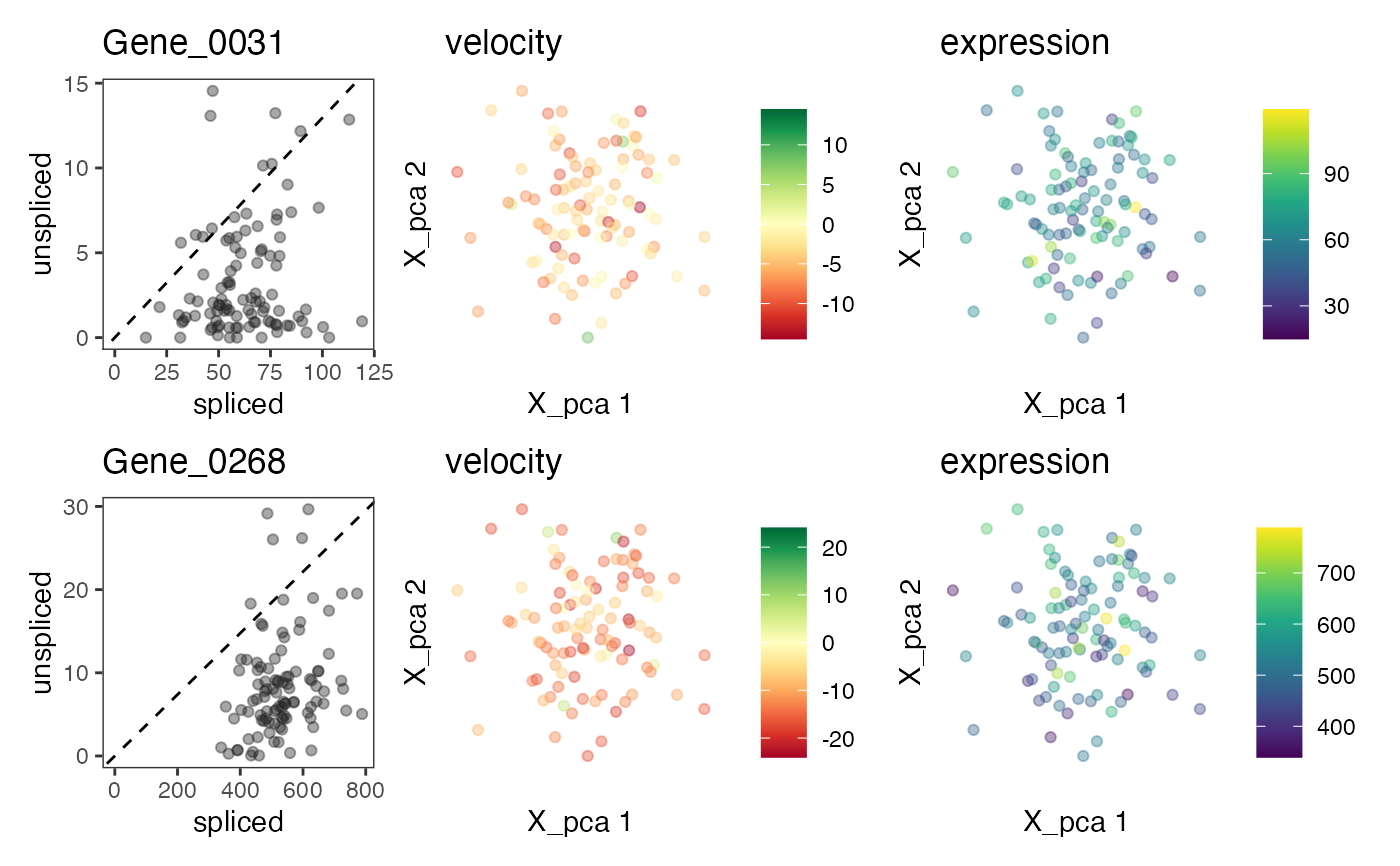 Gene_0031
velocity
expression
unspliced
15
10
5
0
0 25 50 75 100 125
spliced
X_pca 2
X_pca 1
10
5
0
-5
-10
X_pca 2
X_pca 1
90
60
30
Gene_0268
velocity
expression
unspliced
30
20
10
0
0 200 400 600 800
spliced
X_pca 2
X_pca 1
20
10
0
-10
-20
X_pca 2
X_pca 1
700
600
500
400